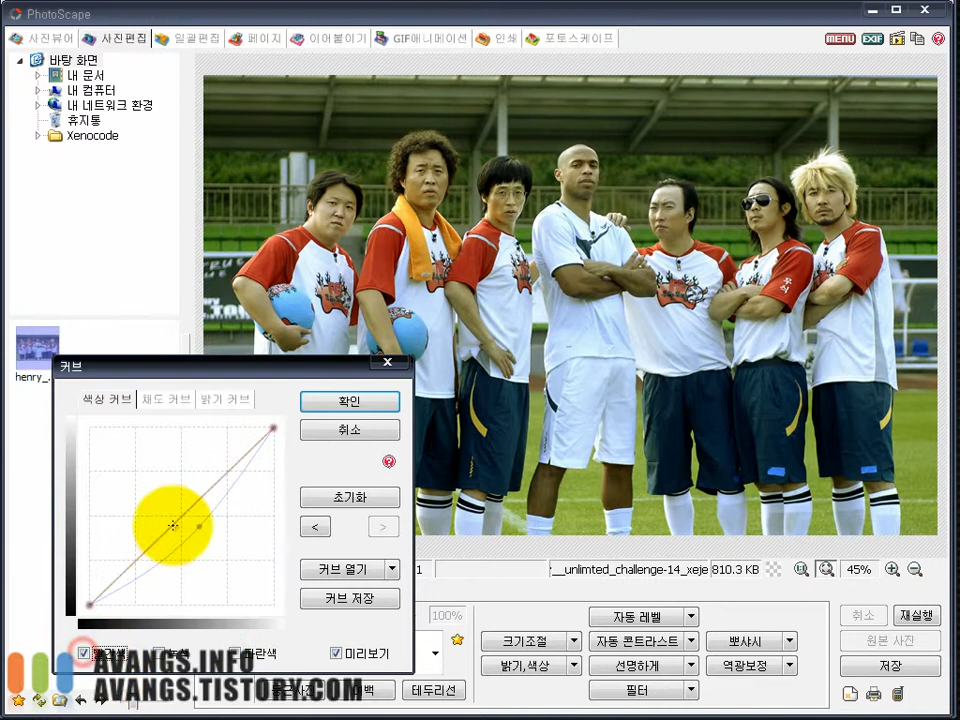 PhotoScape
사진뷰어 사진편집 일괄편집 페이지 이어붙이기 GIF애니메이션 인쇄 포토스케이프 MENU EXIF
바탕 화면
내 문서
내 컴퓨터
내 네트워크 환경
휴지통
Xenocode
henry_..
커브
색상 커브 채도 커브 밝기 커브
확인
취소
초기화
<
>
커브 열기
커브 저장
파란색
미리보기
1
__unlimted_challenge-14_xeje 810.3 KB 45%
100%
자동 레벨
취소 재실행
크기조절 자동 콘트라스트 뽀샤시
원본 사진
밝기,색상 선명하게 역광보정
저장
필터
테두리선
AVANGS.INFO
AVANGS.TISTORY.COM